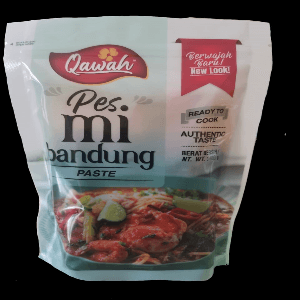 Qawah
Berwajah
Baru!
New Look!
Pes
mi
bandung
PASTE
READY TO
COOK
AUTHENTIC
TASTE